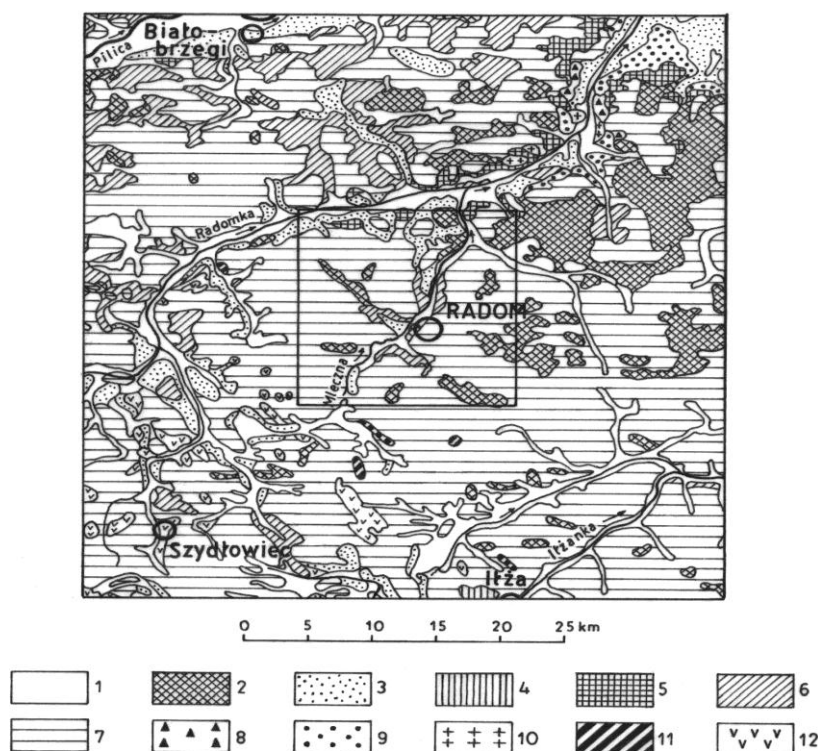 Biało-
brzegi
Pilica
Radomka
RADOM
Mleczna
Szydłowiec
Iłżanka
Iłża
0 5 10 15 20 25 km
1 2 3 4 5 6
7 8 9 10 11 12